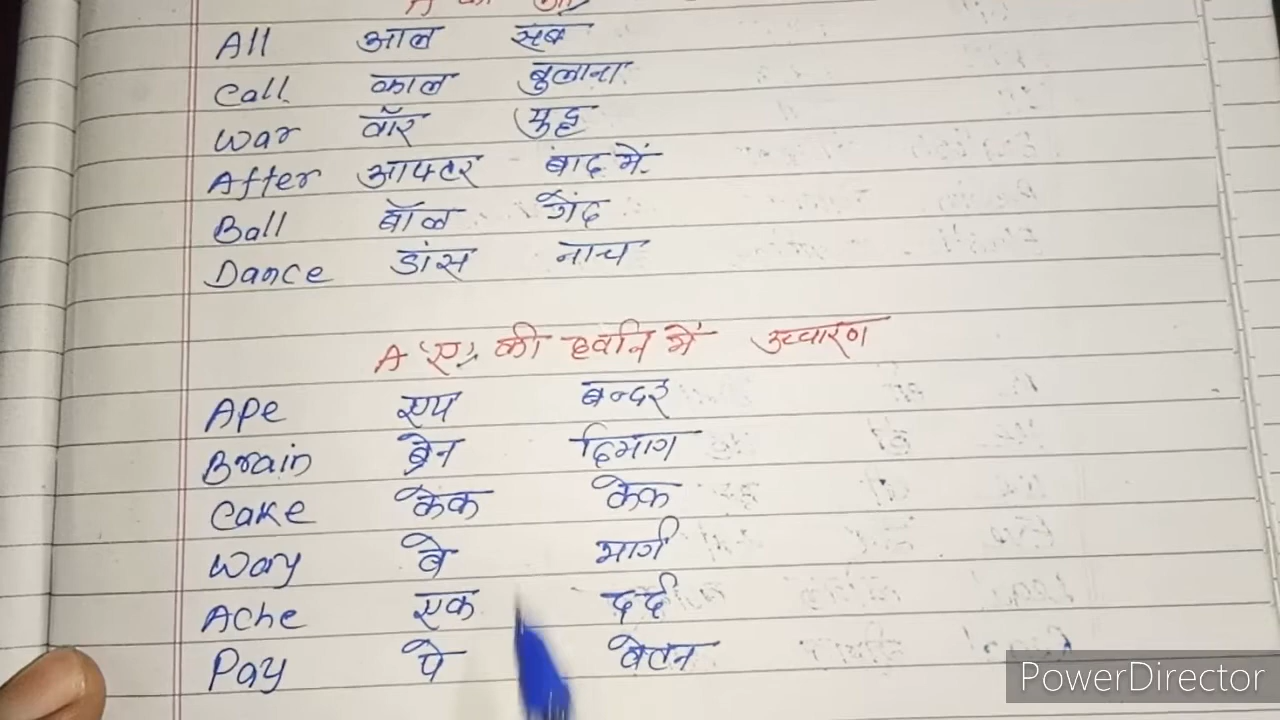 All आल सब
Call काल बुलाना
War वॉर युद्ध
After आफ्टर बाद में
Ball बॉल गेंद
Dance डांस नाच
A 'ए' की ध्वनि में उच्चारण
Ape एप बन्दर
Brain ब्रेन दिमाग
Cake केक केक
Way वे मार्ग
Ache एक दर्द
Pay पे वेतन
PowerDirector